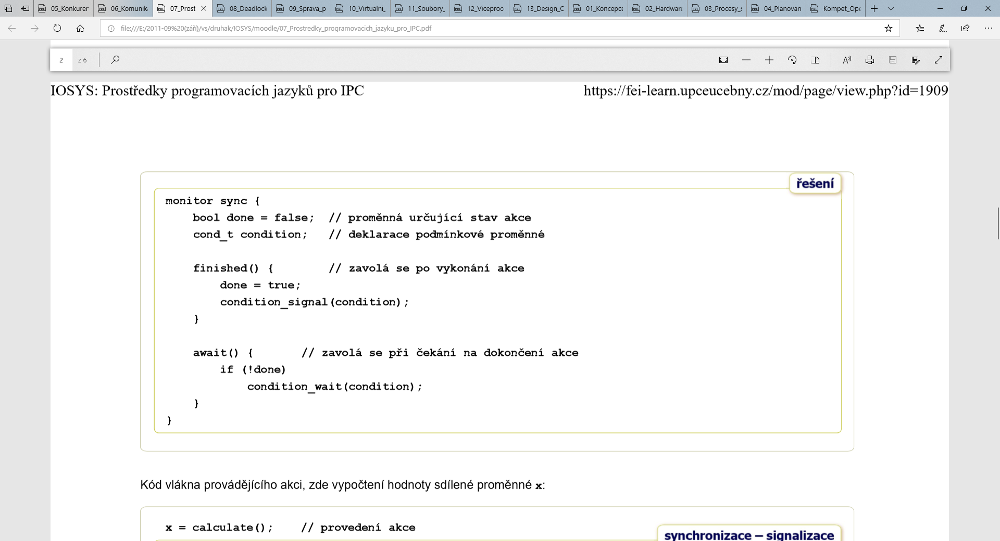 05_Konkurer
06_Komunik
07_Prost
08_Deadlock
09_Sprava_p
10_Virtualni_
11_Soubory_
12_Viceproc
13_Design_C
01_Koncepce
02_Hardware
03_Procesy_
04_Planovan
Kompet_Ope
file:///E:/2011-09%20(září)/vs/druhak/IOSYS/moodle/07_Prostredky_programovacich_jazyku_pro_IPC.pdf
2 z 6
IOSYS: Prostředky programovacích jazyků pro IPC
https://fei-learn.upceucebny.cz/mod/page/view.php?id=1909
řešení
monitor sync {
bool done = false; // proměnná určující stav akce
cond_t condition; // deklarace podmínkové proměnné
finished() { // zavolá se po vykonání akce
done = true;
condition_signal(condition);
}
await() { // zavolá se při čekání na dokončení akce
if (!done)
condition_wait(condition);
}
}
Kód vlákna provádějícího akci, zde vypočtení hodnoty sdílené proměnné x:
x = calculate(); // provedení akce
synchronizace – signalizace